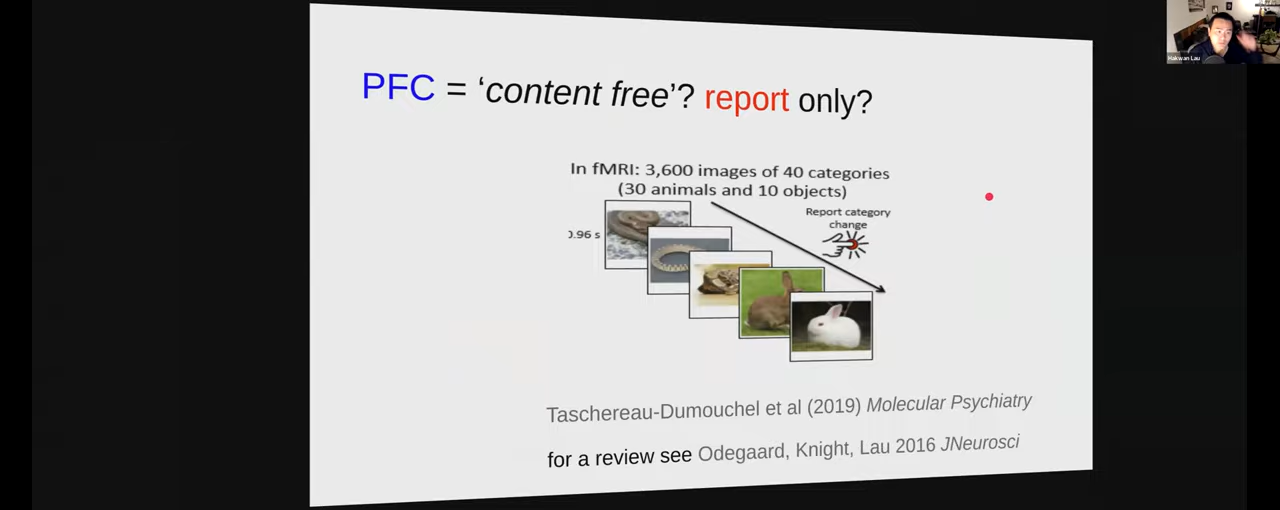 PFC = ‘content free’? report only?
In fMRI: 3,600 images of 40 categories
(30 animals and 10 objects)
Report category
change
0.96 s
Taschereau-Dumouchel et al (2019) Molecular Psychiatry
for a review see Odegaard, Knight, Lau 2016 JNeurosci
Hakwan Lau